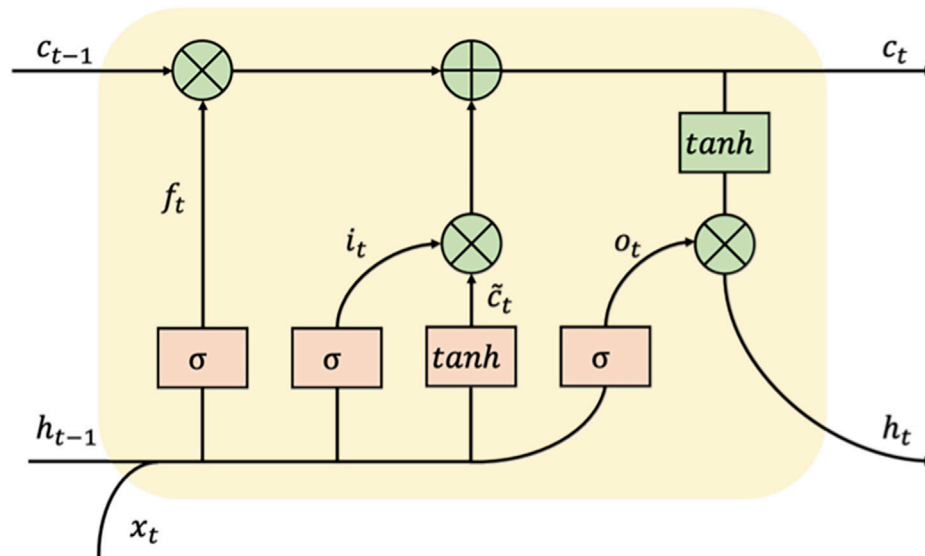 c_{t−1}
c_t
tanh
f_t
i_t
o_t
c̃_t
σ
σ
tanh
σ
h_{t−1}
h_t
x_t